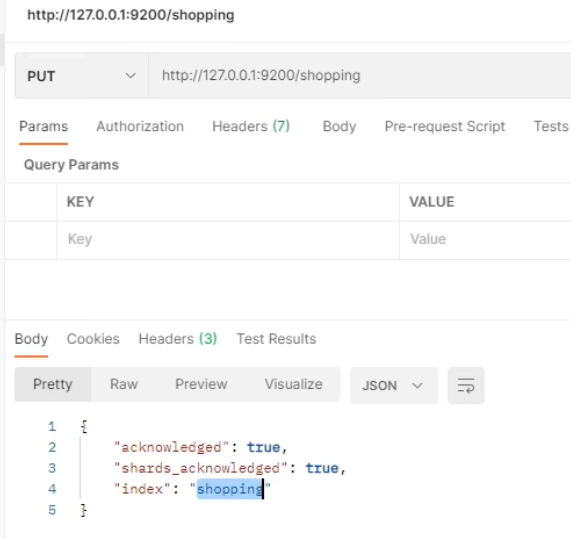 http://127.0.0.1:9200/shopping
PUT http://127.0.0.1:9200/shopping
Params Authorization Headers (7) Body Pre-request Script Tests
Query Params
KEY VALUE
Key Value
Body Cookies Headers (3) Test Results
Pretty Raw Preview Visualize JSON
1 {
2 "acknowledged": true,
3 "shards_acknowledged": true,
4 "index": "shopping"
5 }